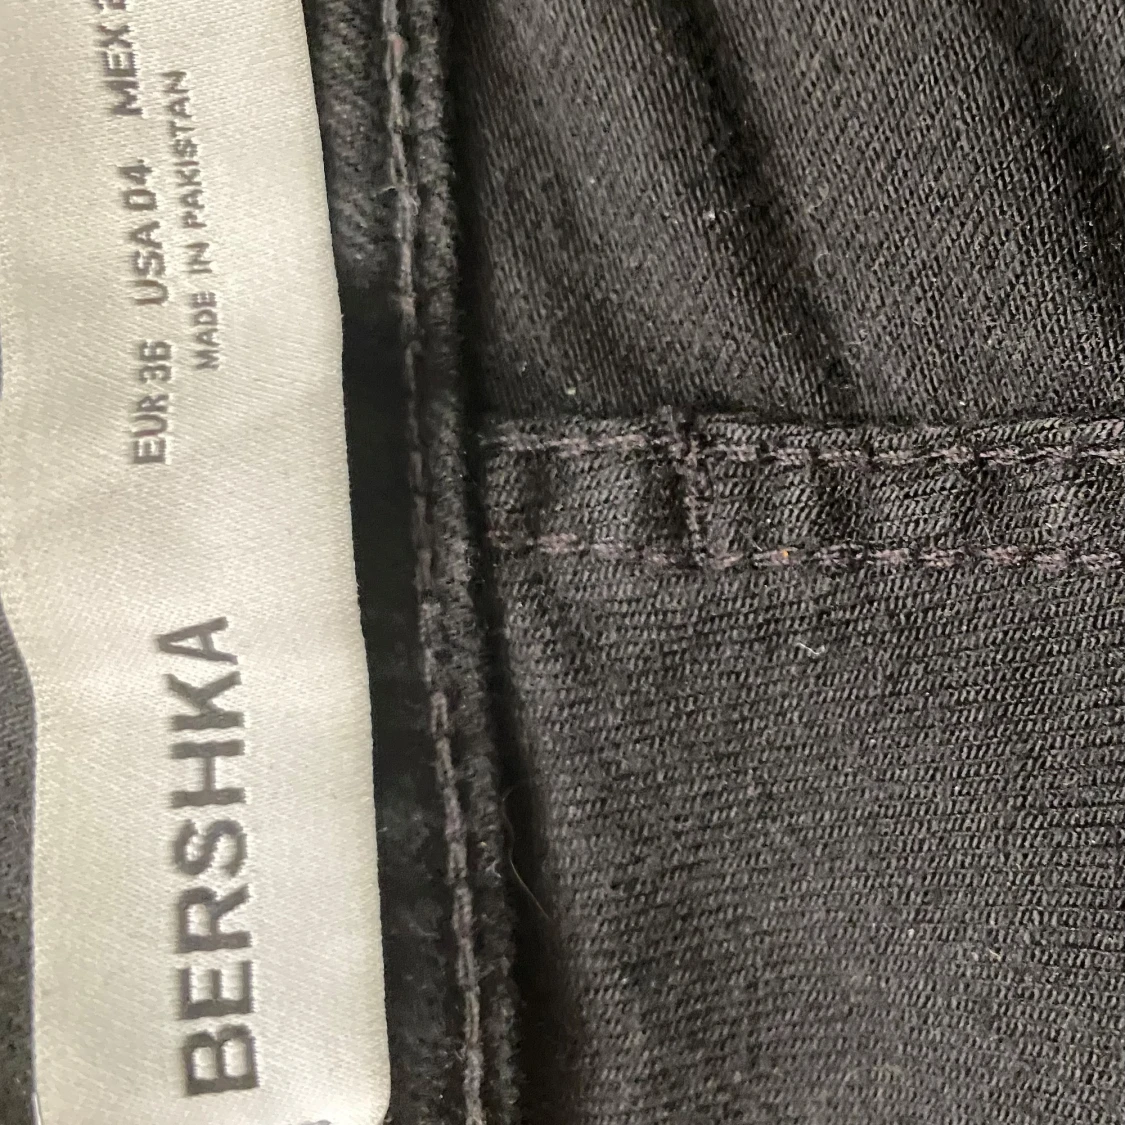 BERSHKA
EUR 36 USA 04 MEX
MADE IN PAKISTAN